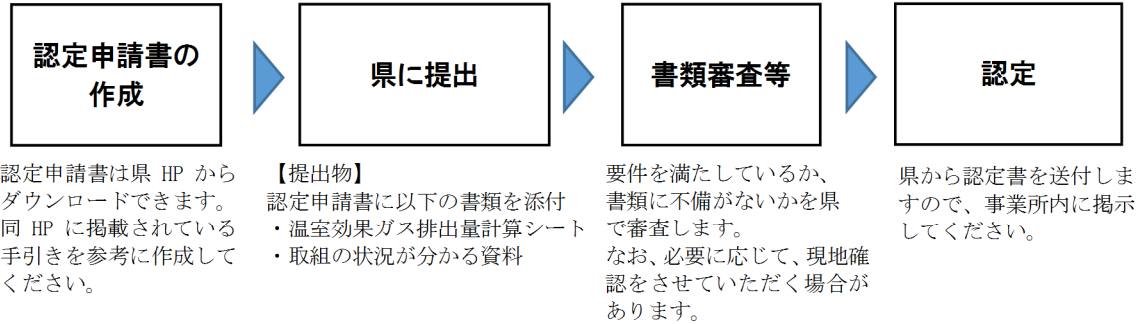 認定申請書の
作成
認定申請書は県 HP から
ダウンロードできます。
同 HP に掲載されている
手引きを参考に作成して
ください。
県に提出
【提出物】
認定申請書に以下の書類を添付
・温室効果ガス排出量計算シート
・取組の状況が分かる資料
書類審査等
要件を満たしているか、
書類に不備がないかを県
で審査します。
なお、必要に応じて、現地確
認をさせていただく場合が
あります。
認定
県から認定書を送付しま
すので、事業所内に掲示
してください。